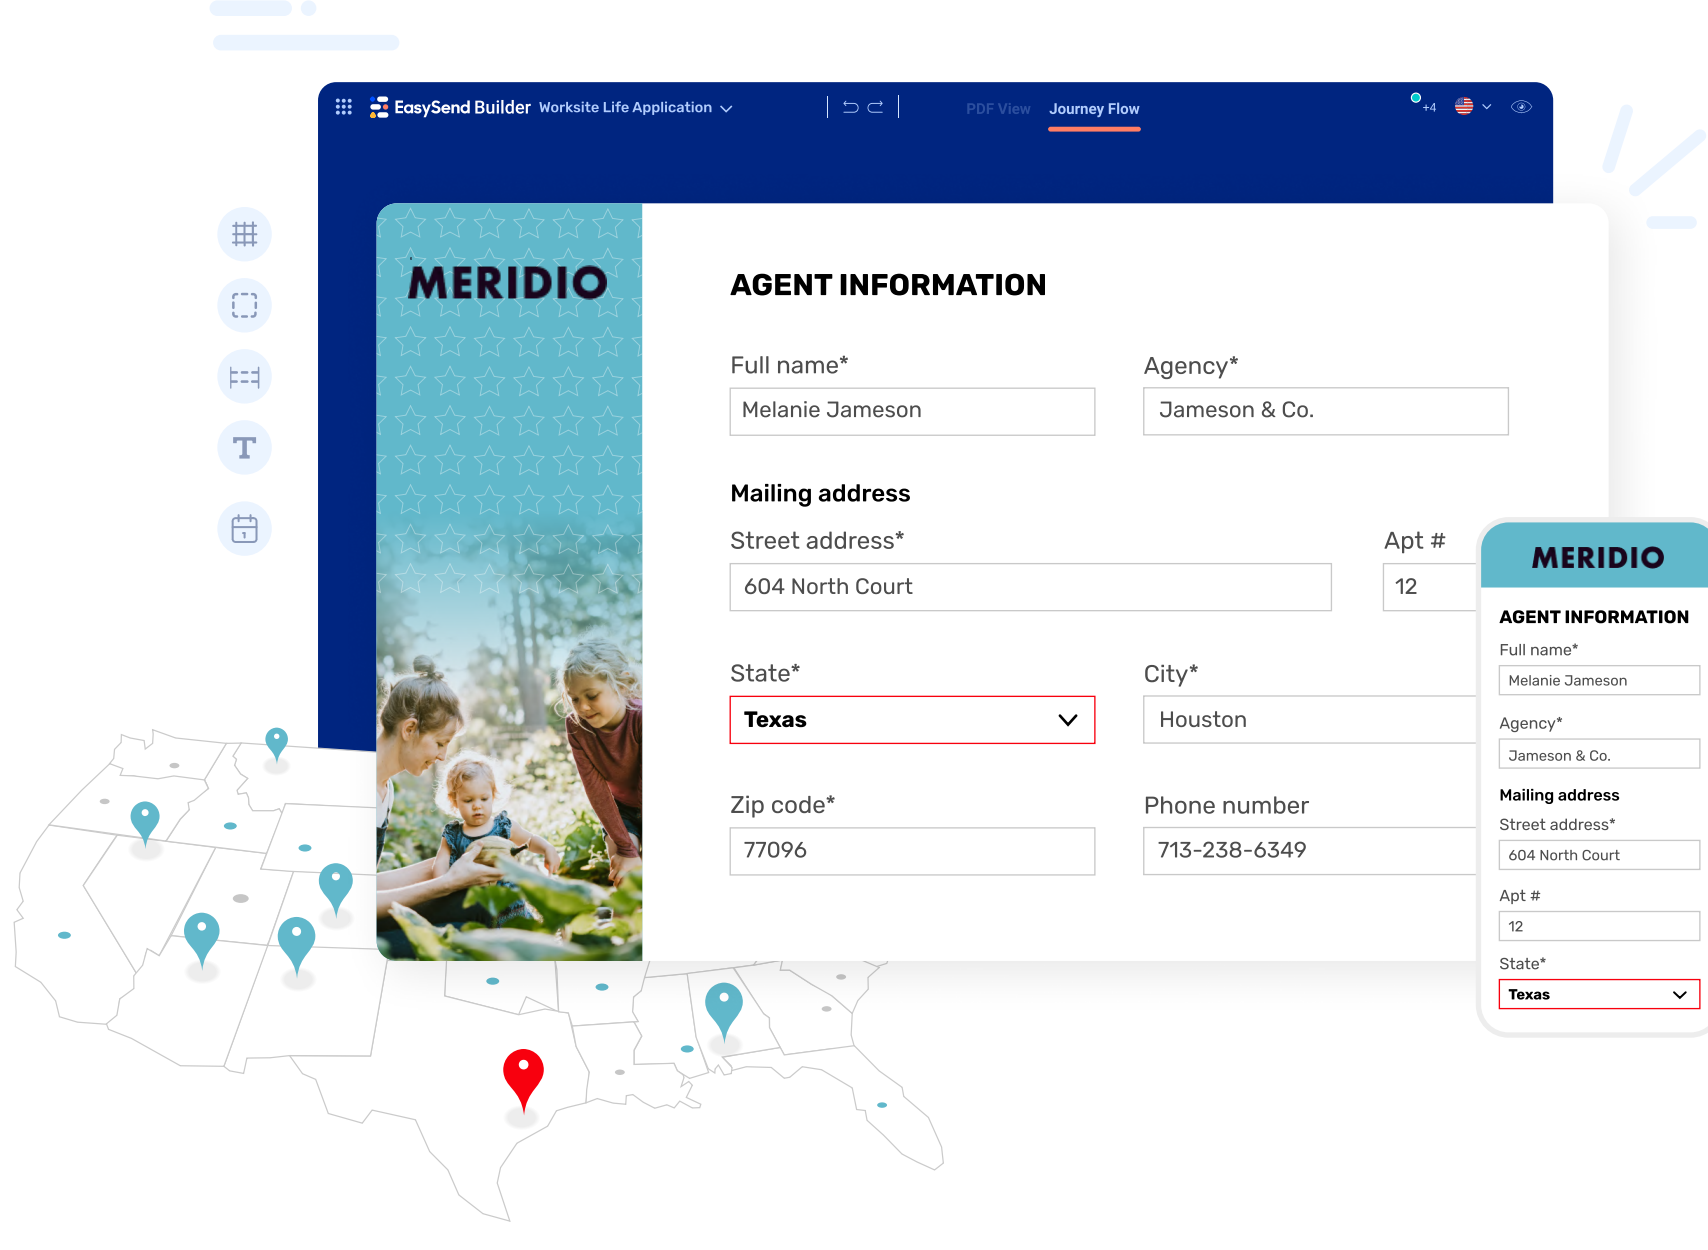 EasySend Builder Worksite Life Application
PDF View Journey Flow
+4
MERIDIO
AGENT INFORMATION
Full name* Agency*
Melanie Jameson Jameson & Co.
Mailing address
Street address* Apt #
604 North Court 12
State* City*
Texas Houston
Zip code* Phone number
77096 713-238-6349
T
1
MERIDIO
AGENT INFORMATION
Full name*
Melanie Jameson
Agency*
Jameson & Co.
Mailing address
Street address*
604 North Court
Apt #
12
State*
Texas